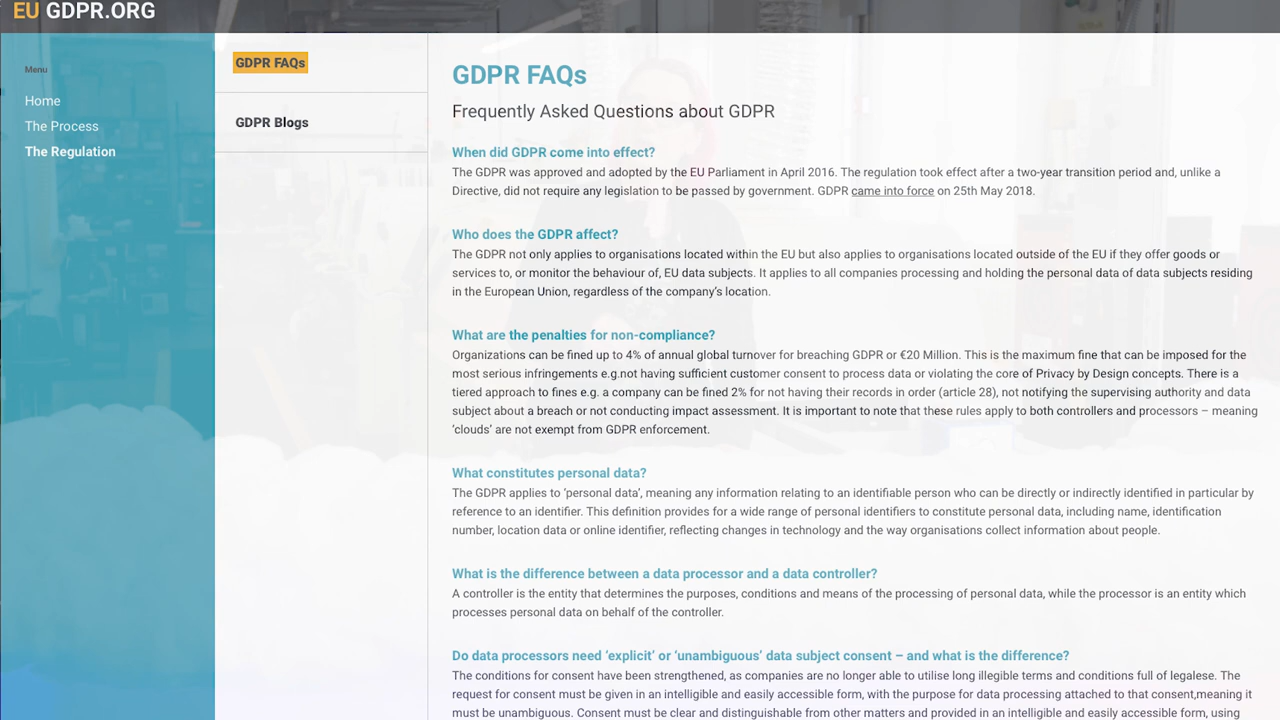 EU GDPR.ORG
Menu
Home
The Process
The Regulation
GDPR FAQs
GDPR Blogs
GDPR FAQs
Frequently Asked Questions about GDPR
When did GDPR come into effect?
The GDPR was approved and adopted by the EU Parliament in April 2016. The regulation took effect after a two-year transition period and, unlike a
Directive, did not require any legislation to be passed by government. GDPR came into force on 25th May 2018.
Who does the GDPR affect?
The GDPR not only applies to organisations located within the EU but also applies to organisations located outside of the EU if they offer goods or
services to, or monitor the behaviour of, EU data subjects. It applies to all companies processing and holding the personal data of data subjects residing
in the European Union, regardless of the company’s location.
What are the penalties for non-compliance?
Organizations can be fined up to 4% of annual global turnover for breaching GDPR or €20 Million. This is the maximum fine that can be imposed for the
most serious infringements e.g.not having sufficient customer consent to process data or violating the core of Privacy by Design concepts. There is a
tiered approach to fines e.g. a company can be fined 2% for not having their records in order (article 28), not notifying the supervising authority and data
subject about a breach or not conducting impact assessment. It is important to note that these rules apply to both controllers and processors – meaning
‘clouds’ are not exempt from GDPR enforcement.
What constitutes personal data?
The GDPR applies to ‘personal data’, meaning any information relating to an identifiable person who can be directly or indirectly identified in particular by
reference to an identifier. This definition provides for a wide range of personal identifiers to constitute personal data, including name, identification
number, location data or online identifier, reflecting changes in technology and the way organisations collect information about people.
What is the difference between a data processor and a data controller?
A controller is the entity that determines the purposes, conditions and means of the processing of personal data, while the processor is an entity which
processes personal data on behalf of the controller.
Do data processors need ‘explicit’ or ‘unambiguous’ data subject consent – and what is the difference?
The conditions for consent have been strengthened, as companies are no longer able to utilise long illegible terms and conditions full of legalese. The
request for consent must be given in an intelligible and easily accessible form, with the purpose for data processing attached to that consent,meaning it
must be unambiguous. Consent must be clear and distinguishable from other matters and provided in an intelligible and easily accessible form, using